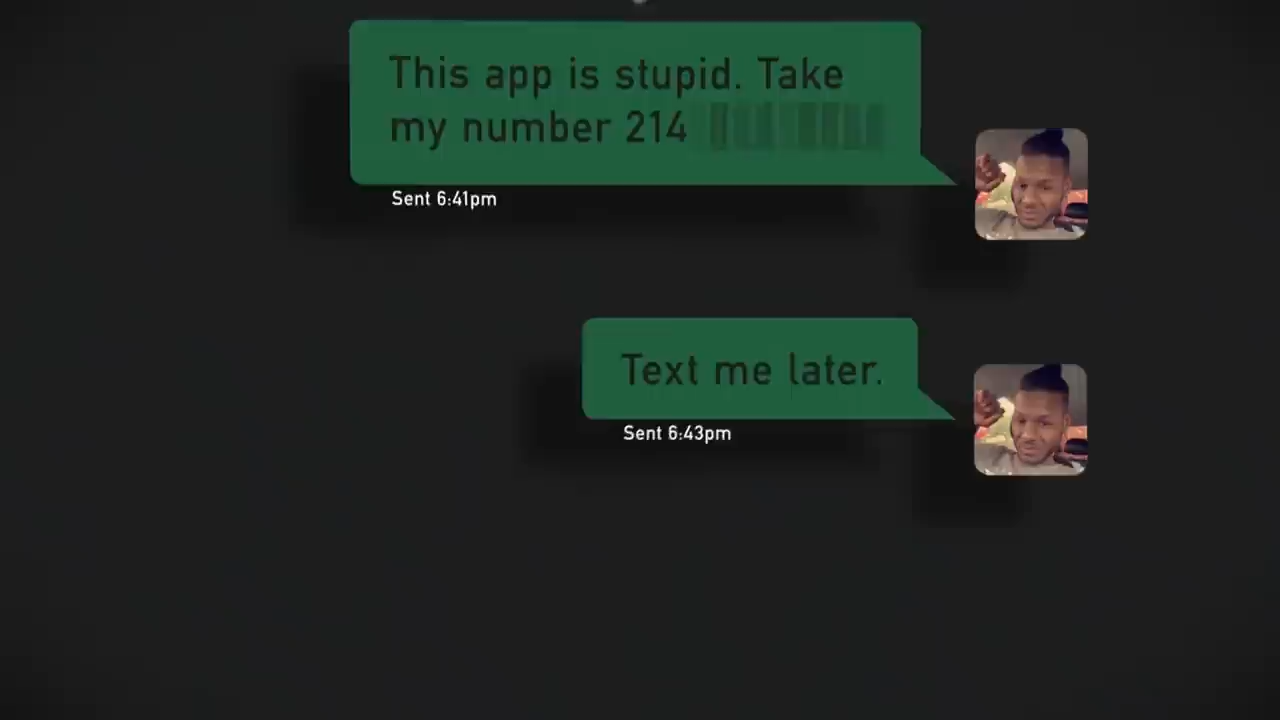 This app is stupid. Take
my number 214
Sent 6:41pm
Text me later.
Sent 6:43pm